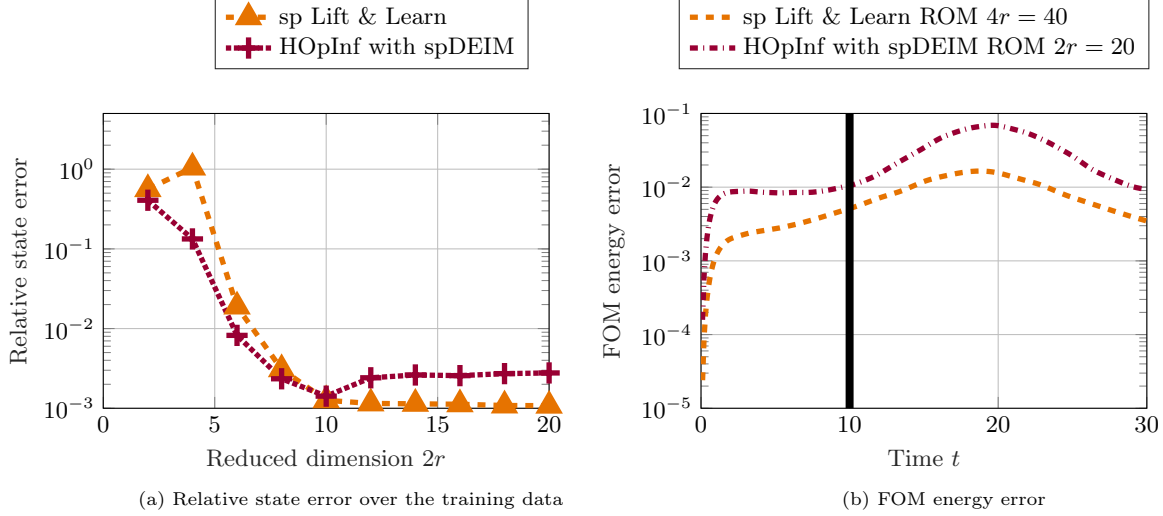 sp Lift & Learn
HOpInf with spDEIM
sp Lift & Learn ROM 4r = 40
HOpInf with spDEIM ROM 2r = 20
Relative state error
10⁰
10⁻¹
10⁻²
10⁻³
0 5 10 15 20
Reduced dimension 2r
(a) Relative state error over the training data
FOM energy error
10⁻¹
10⁻²
10⁻³
10⁻⁴
10⁻⁵
0 10 20 30
Time t
(b) FOM energy error